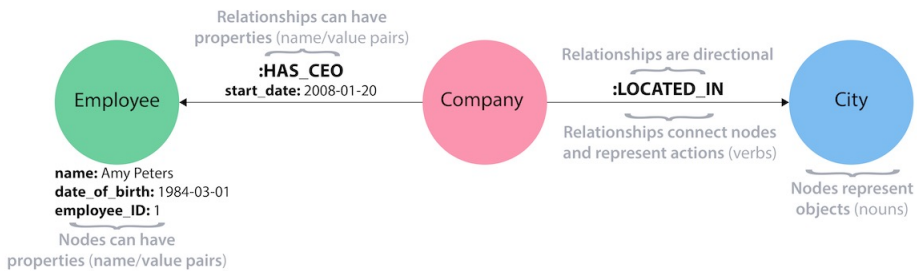 Relationships can have
properties (name/value pairs)
:HAS_CEO
start_date: 2008-01-20
Employee
name: Amy Peters
date_of_birth: 1984-03-01
employee_ID: 1
Nodes can have
properties (name/value pairs)
Company
Relationships are directional
:LOCATED_IN
Relationships connect nodes
and represent actions (verbs)
City
Nodes represent
objects (nouns)